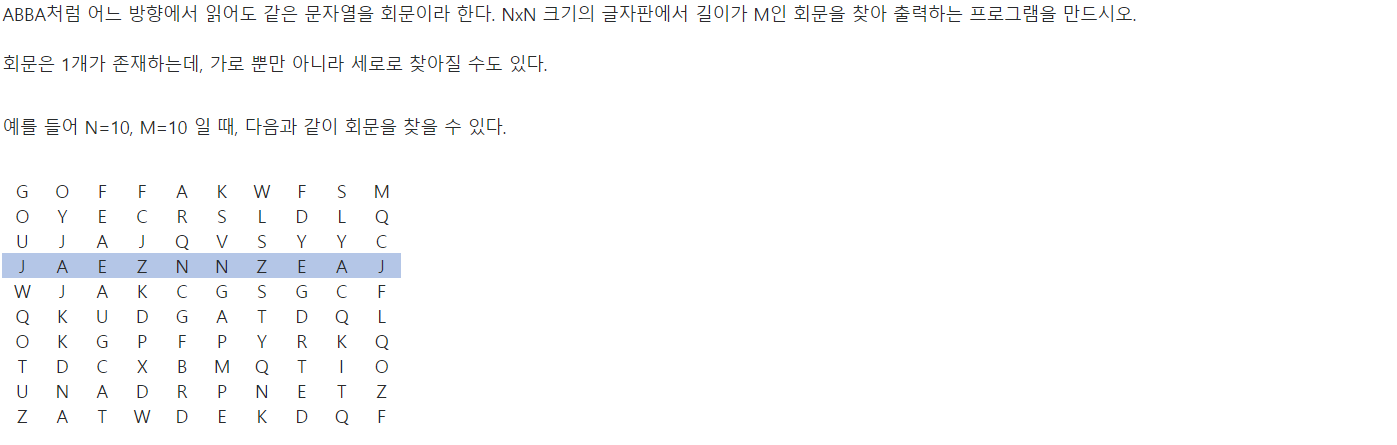 ABBA처럼 어느 방향에서 읽어도 같은 문자열을 회문이라 한다. NxN 크기의 글자판에서 길이가 M인 회문을 찾아 출력하는 프로그램을 만드시오.
회문은 1개가 존재하는데, 가로 뿐만 아니라 세로로 찾아질 수도 있다.
예를 들어 N=10, M=10 일 때, 다음과 같이 회문을 찾을 수 있다.
G O F F A K W F S M
O Y E C R S L D L Q
U J A J Q V S Y Y C
J A E Z N N Z E A J
W J A K C G S G C F
Q K U D G A T D Q L
O K G P F P Y R K Q
T D C X B M Q T I O
U N A D R P N E T Z
Z A T W D E K D Q F